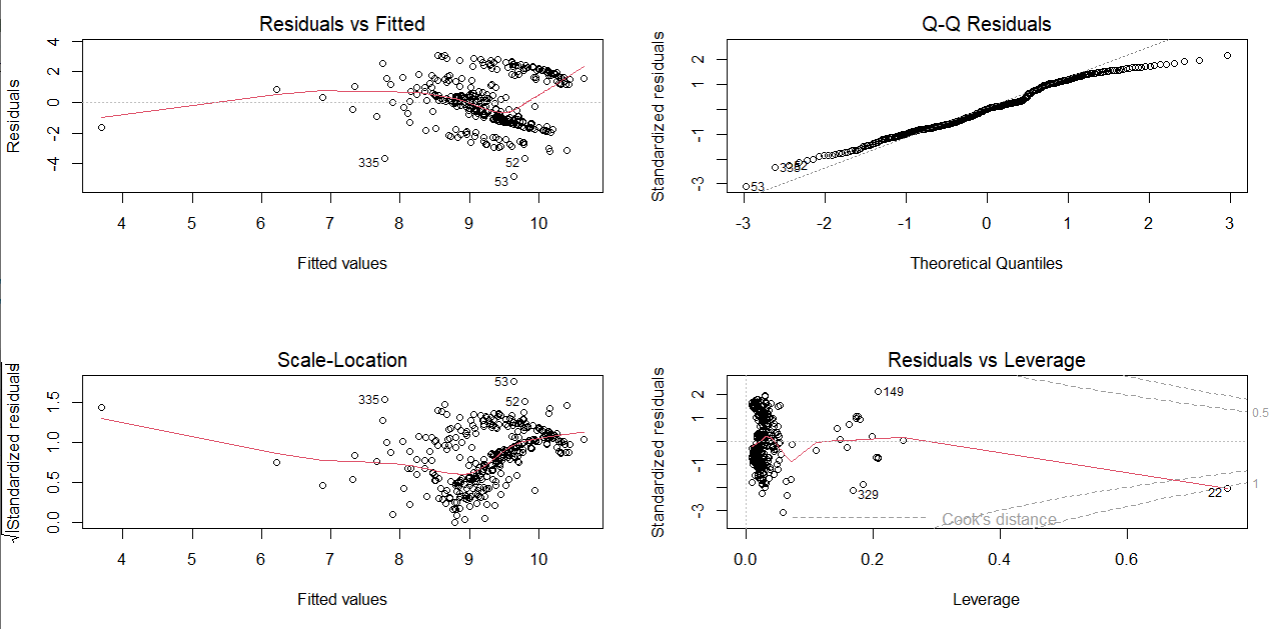 Residuals vs Fitted
Residuals
4
2
0
-2
-4
335
52
53
4 5 6 7 8 9 10
Fitted values
Q-Q Residuals
Standardized residuals
2
1
-1
-3
53
-3 -2 -1 0 1 2 3
Theoretical Quantiles
Scale-Location
√|Standardized residuals
1.5
1.0
0.5
0.0
335
53
52
4 5 6 7 8 9 10
Fitted values
Residuals vs Leverage
Standardized residuals
2
1
-1
-3
149
329
22
0.5
1
Cook's distance
0.0 0.2 0.4 0.6
Leverage